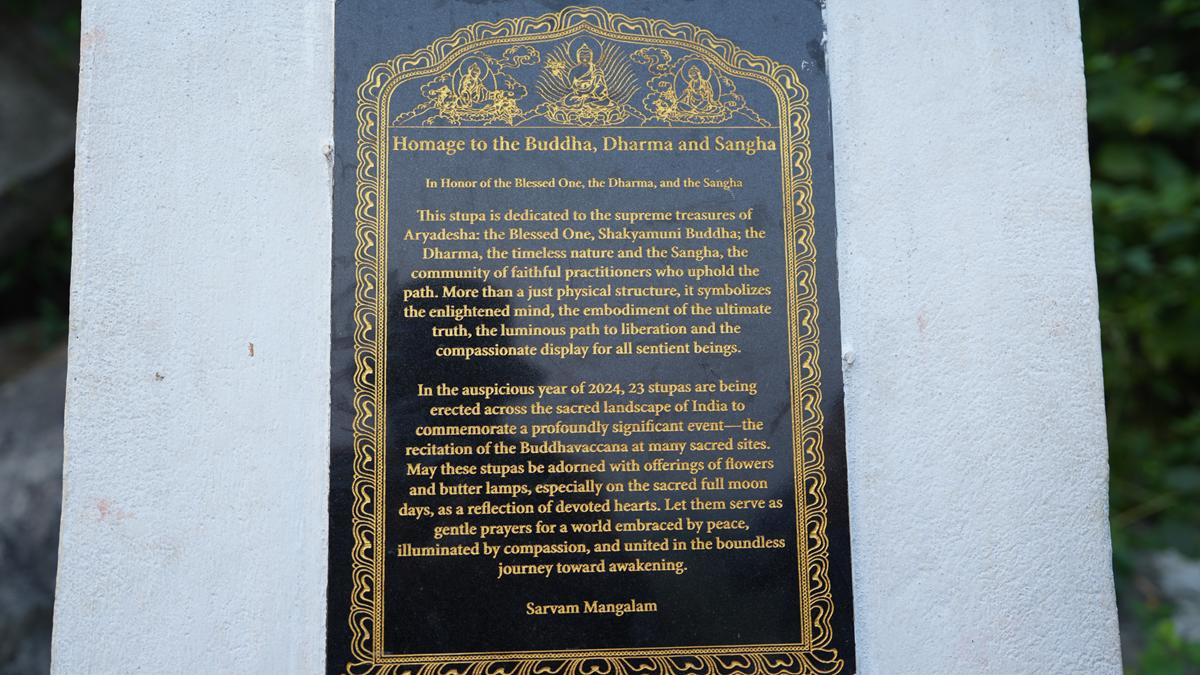 Homage to the Buddha, Dharma and Sangha
In Honor of the Blessed One, the Dharma, and the Sangha
This stupa is dedicated to the supreme treasures of
Aryadesha: the Blessed One, Shakyamuni Buddha; the
Dharma, the timeless nature and the Sangha, the
community of faithful practitioners who uphold the
path. More than a just physical structure, it symbolizes
the enlightened mind, the embodiment of the ultimate
truth, the luminous path to liberation and the
compassionate display for all sentient beings.
In the auspicious year of 2024, 23 stupas are being
erected across the sacred landscape of India to
commemorate a profoundly significant event—the
recitation of the Buddhavaccana at many sacred sites.
May these stupas be adorned with offerings of flowers
and butter lamps, especially on the sacred full moon
days, as a reflection of devoted hearts. Let them serve as
gentle prayers for a world embraced by peace,
illuminated by compassion, and united in the boundless
journey toward awakening.
Sarvam Mangalam